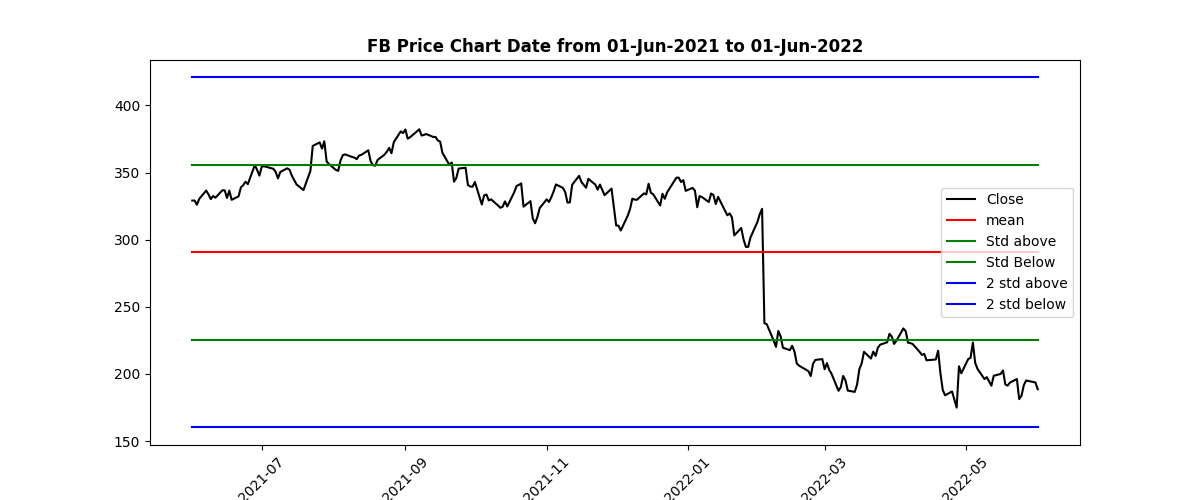 FB Price Chart Date from 01-Jun-2021 to 01-Jun-2022
400
350
300
250
200
150
Close
mean
Std above
Std Below
2 std above
2 std below
2021-07
2021-09
2021-11
2022-01
2022-03
2022-05